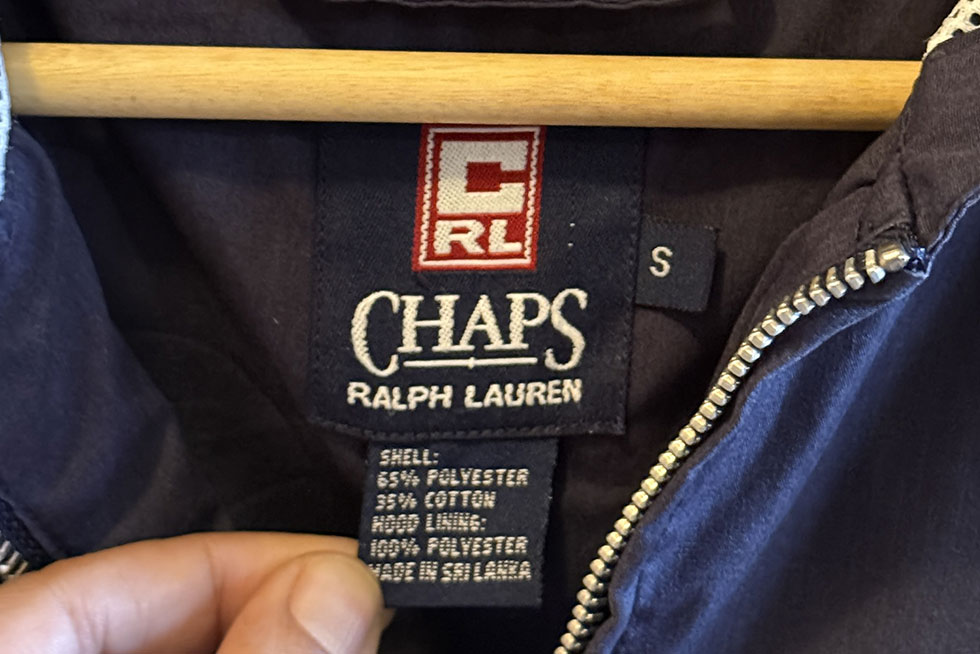 C
RL
S
CHAPS
RALPH LAUREN
SHELL:
65% POLYESTER
35% COTTON
HOOD LINING:
100% POLYESTER
MADE IN SRI LANKA